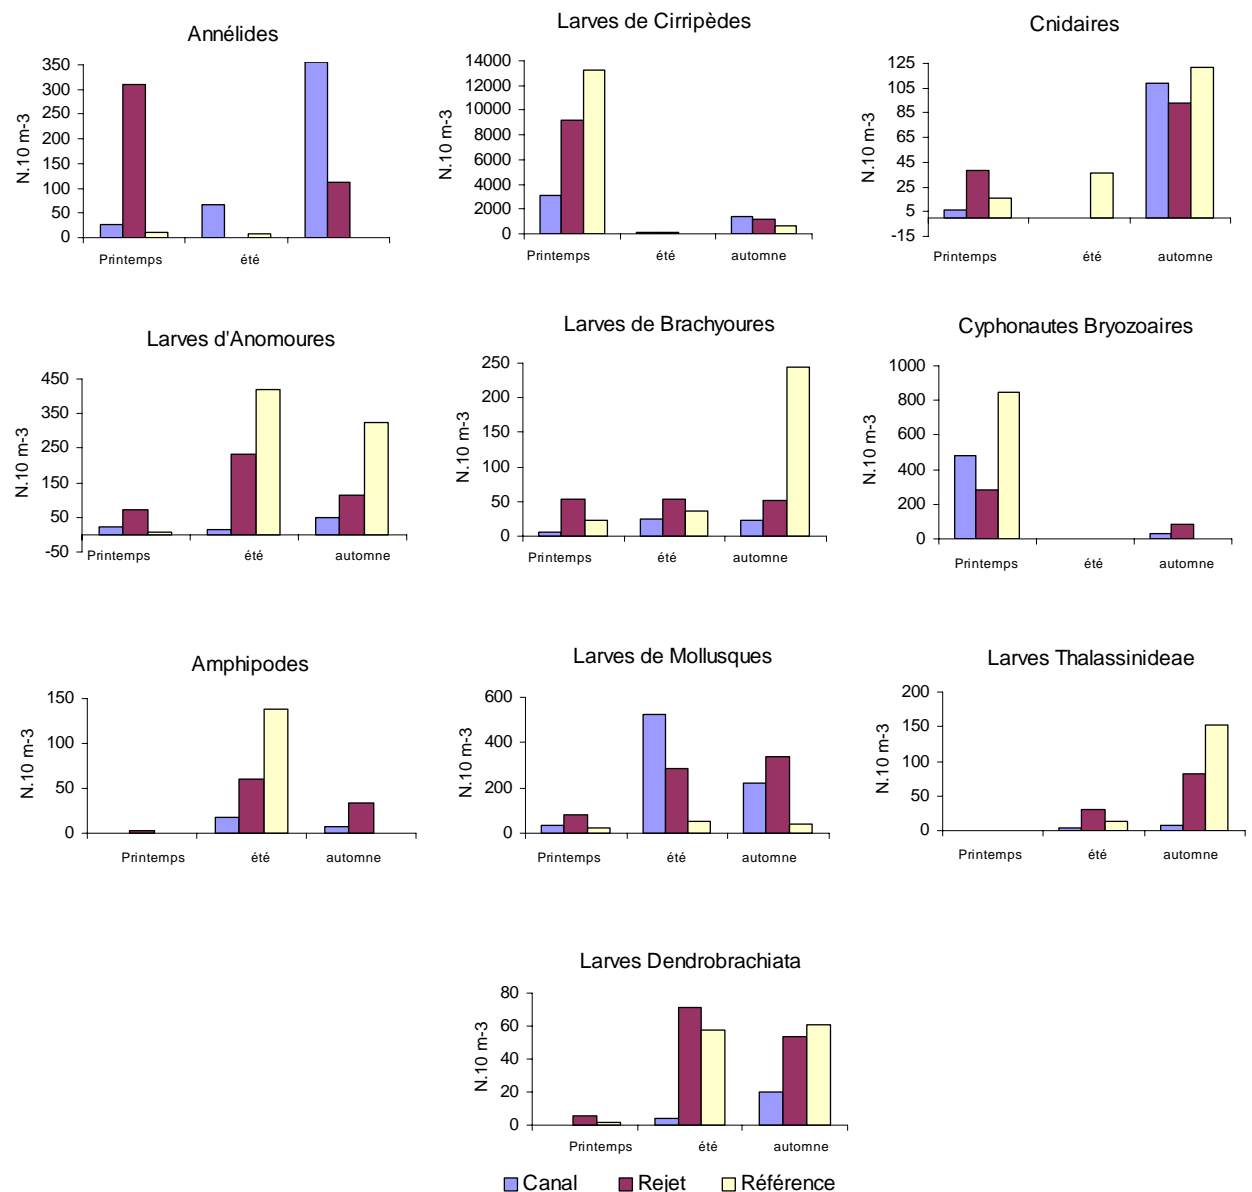 Annélides
350
300
250
200
150
100
50
0
N.10 m-3
Printemps été
Larves de Cirripèdes
14000
12000
10000
8000
6000
4000
2000
0
N.10 m-3
Printemps été automne
Cnidaires
125
105
85
65
45
25
5
-15
N.10 m-3
Printemps été automne
Larves d'Anomoures
450
350
250
150
50
-50
N.10 m-3
Printemps été automne
Larves de Brachyoures
250
200
150
100
50
0
N.10 m-3
Printemps été automne
Cyphonautes Bryozoaires
1000
800
600
400
200
0
N.10 m-3
Printemps été automne
Amphipodes
150
100
50
0
N.10 m-3
Printemps été automne
Larves de Mollusques
600
400
200
0
N.10 m-3
Printemps été automne
Larves Thalassinideae
200
150
100
50
0
N.10 m-3
Printemps été automne
Larves Dendrobrachiata
80
60
40
20
0
N.10 m-3
Printemps été automne
Canal Rejet Référence